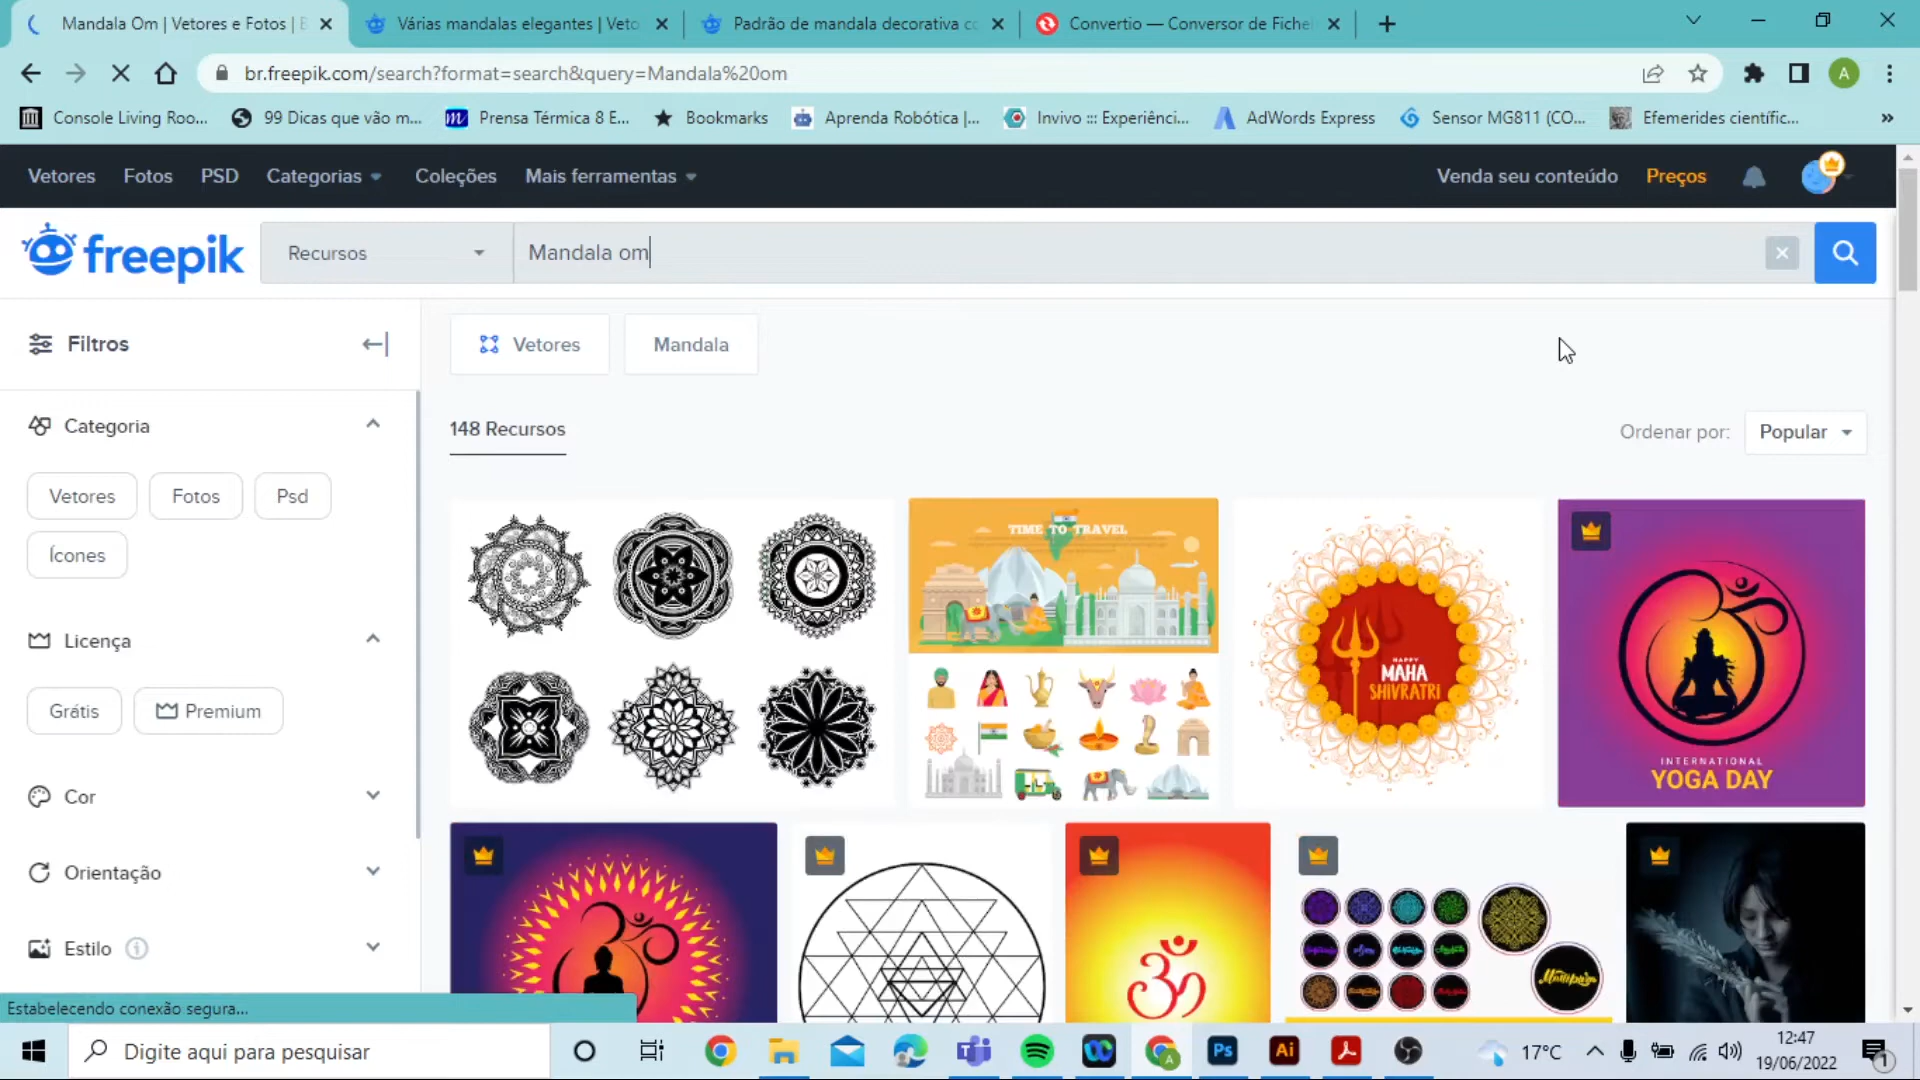 Mandala Om | Vetores e Fotos | B
Várias mandalas elegantes | Veto
Padrão de mandala decorativa co
Convertio — Conversor de Fichei
br.freepik.com/search?format=search&query=Mandala%20om
A
Console Living Roo...
99 Dicas que vão m...
Prensa Térmica 8 E...
Bookmarks
Aprenda Robótica |...
Invivo ::: Experiênci...
AdWords Express
Sensor MG811 (CO...
Efemerides científic...
»
Vetores
Fotos
PSD
Categorias
Coleções
Mais ferramentas
Venda seu conteúdo
Preços
freepik
Recursos
Mandala om
Filtros
Vetores
Mandala
Categoria
148 Recursos
Ordenar por:
Popular
Vetores
Fotos
Psd
Ícones
Licença
Grátis
Premium
Cor
Orientação
Estilo
TIME TO TRAVEL
HAPPY
MAHA
SHIVRATRI
INTERNATIONAL
YOGA DAY
Estabelecendo conexão segura...
Digite aqui para pesquisar
Ps
Ai
17°C
12:47
19/06/2022
1